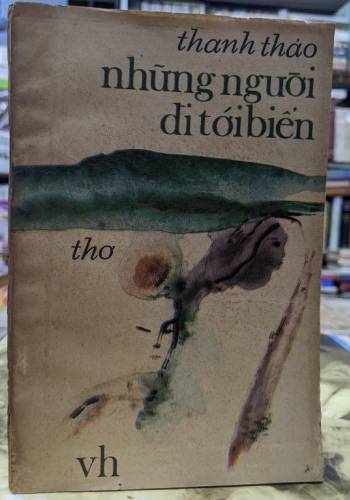 thanh thảo
những người
đi tới biển
thơ
vh